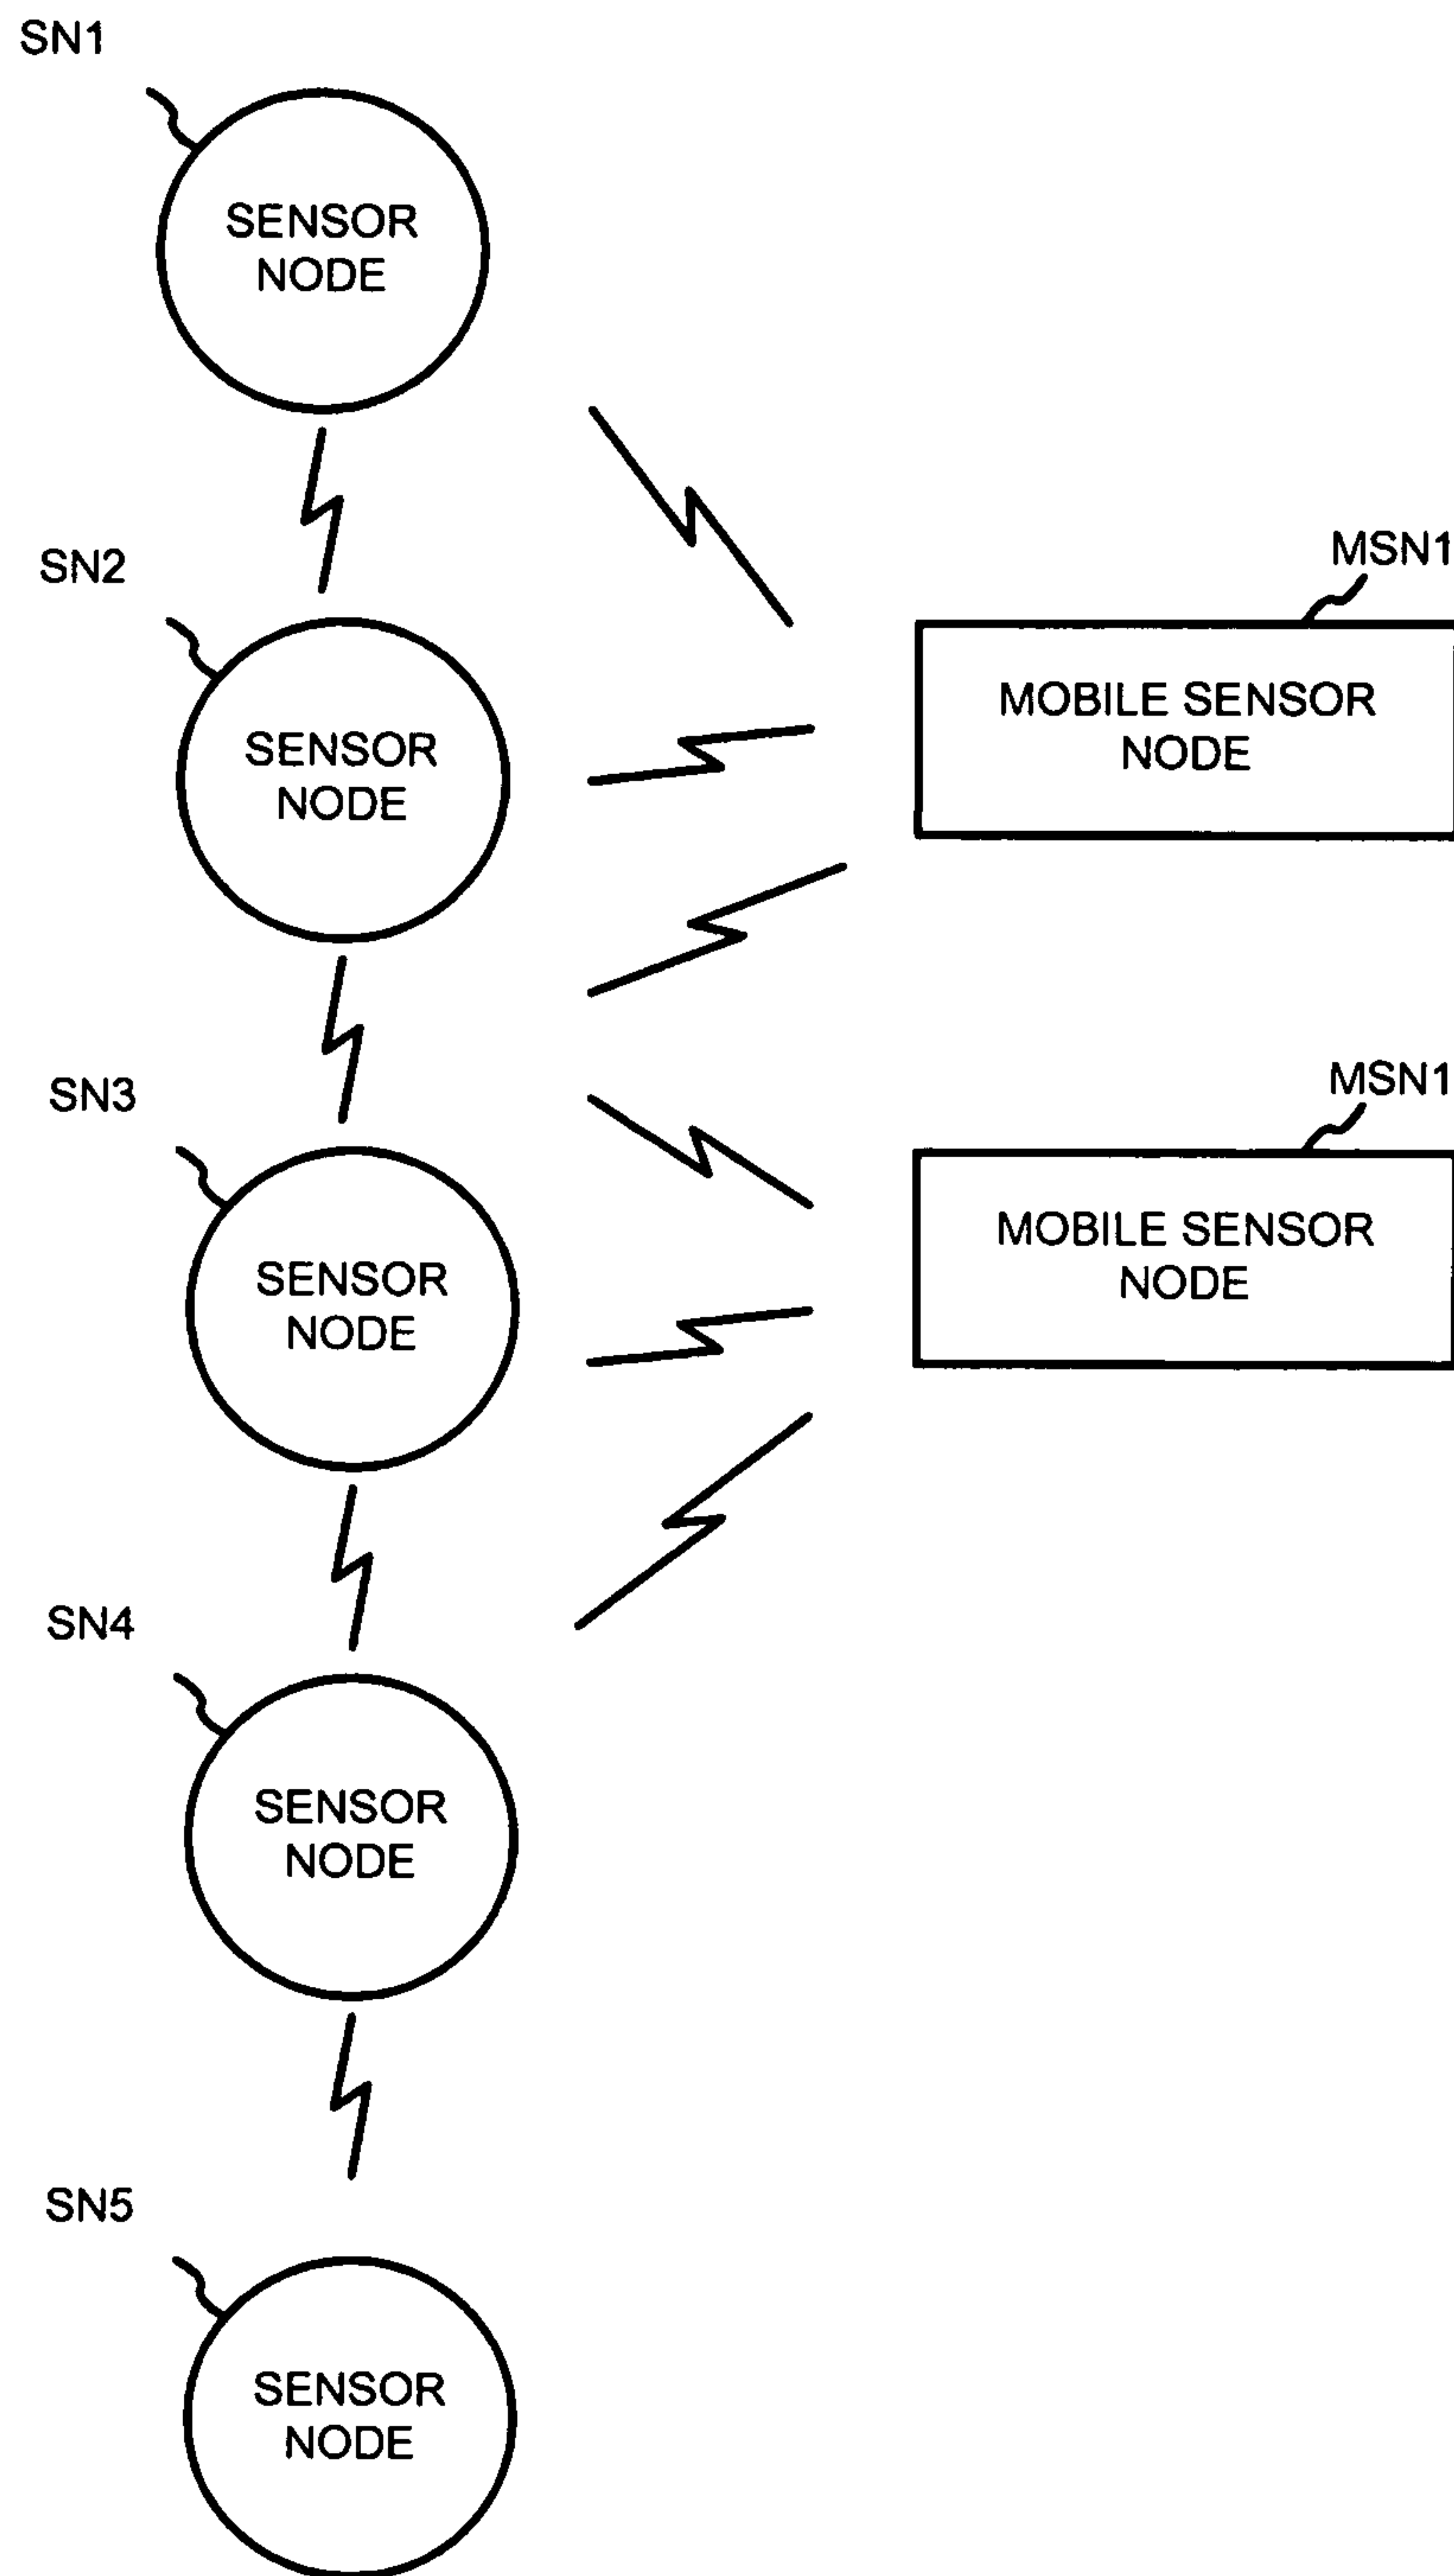 SN1
SENSOR
NODE
SN2
MSN1
SENSOR
NODE
MOBILE SENSOR
NODE
SN3
MSN1
SENSOR
NODE
MOBILE SENSOR
NODE
SN4
SENSOR
NODE
SN5
SENSOR
NODE